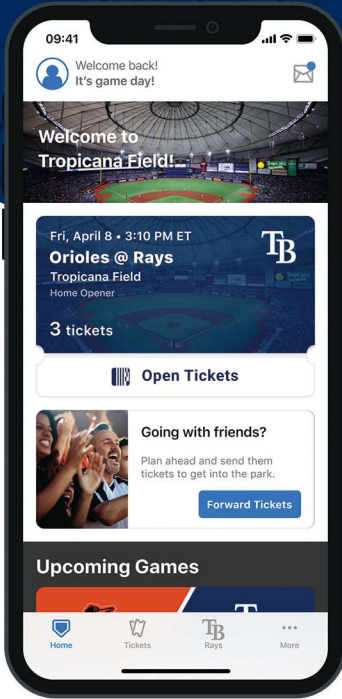 09:41
Welcome back!
It's game day!
Welcome to
Tropicana Field!
Fri, April 8 • 3:10 PM ET
TB
Orioles @ Rays
Tropicana Field
Home Opener
3 tickets
Open Tickets
Going with friends?
Plan ahead and send them
tickets to get into the park.
Forward Tickets
Upcoming Games
TB
Home
Tickets
Rays
More